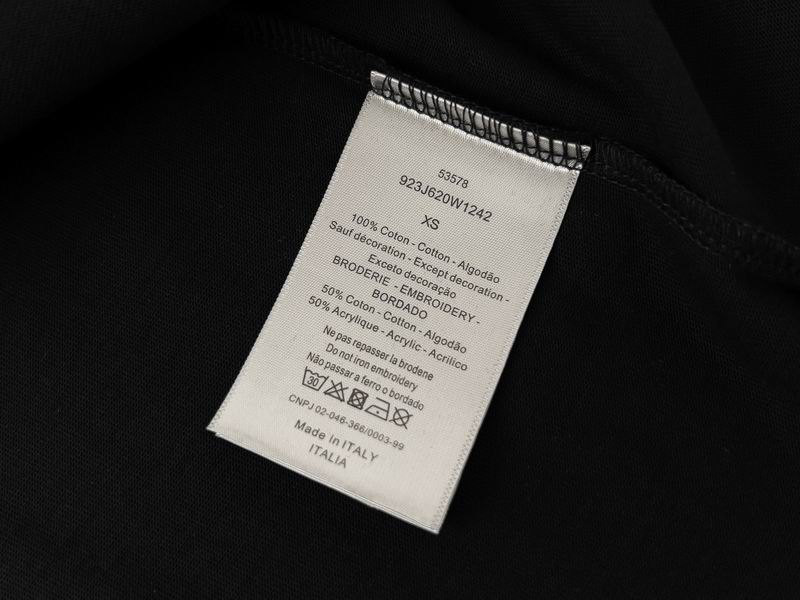 53578
923J620W1242
XS
100% Coton - Cotton - Algodão
Sauf décoration - Except decoration -
Exceto decoração
BRODERIE - EMBROIDERY -
BORDADO
50% Coton - Cotton - Algodão
50% Acrylique - Acrylic - Acrilico
Ne pas repasser la brodene
Do not iron embroidery
Não passar a ferro o bordado
30
CNPJ 02-046-366/0003-99
Made in ITALY
ITALIA